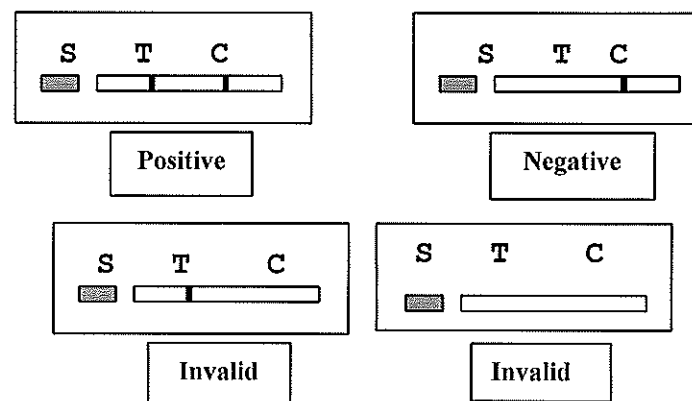 S T C
Positive
S T C
Negative
S T C
Invalid
S T C
Invalid